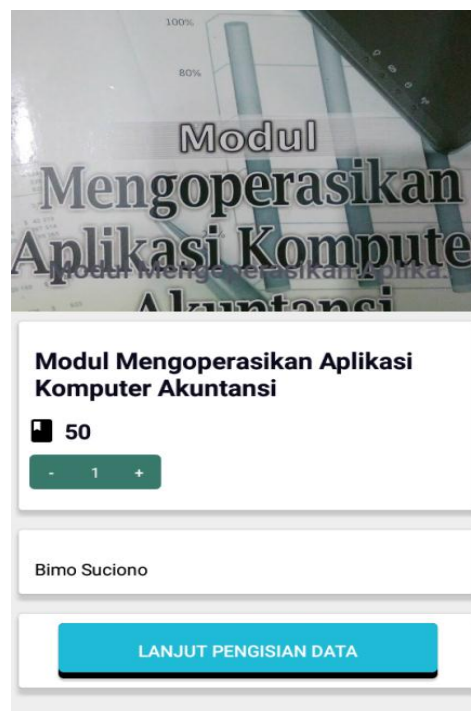 100%
80%
Modul
Mengoperasikan
Aplikasi Kompute
Modul Mengoperasikan Aplika...
Akuntansi
Modul Mengoperasikan Aplikasi
Komputer Akuntansi
50
- 1 +
Bimo Suciono
LANJUT PENGISIAN DATA